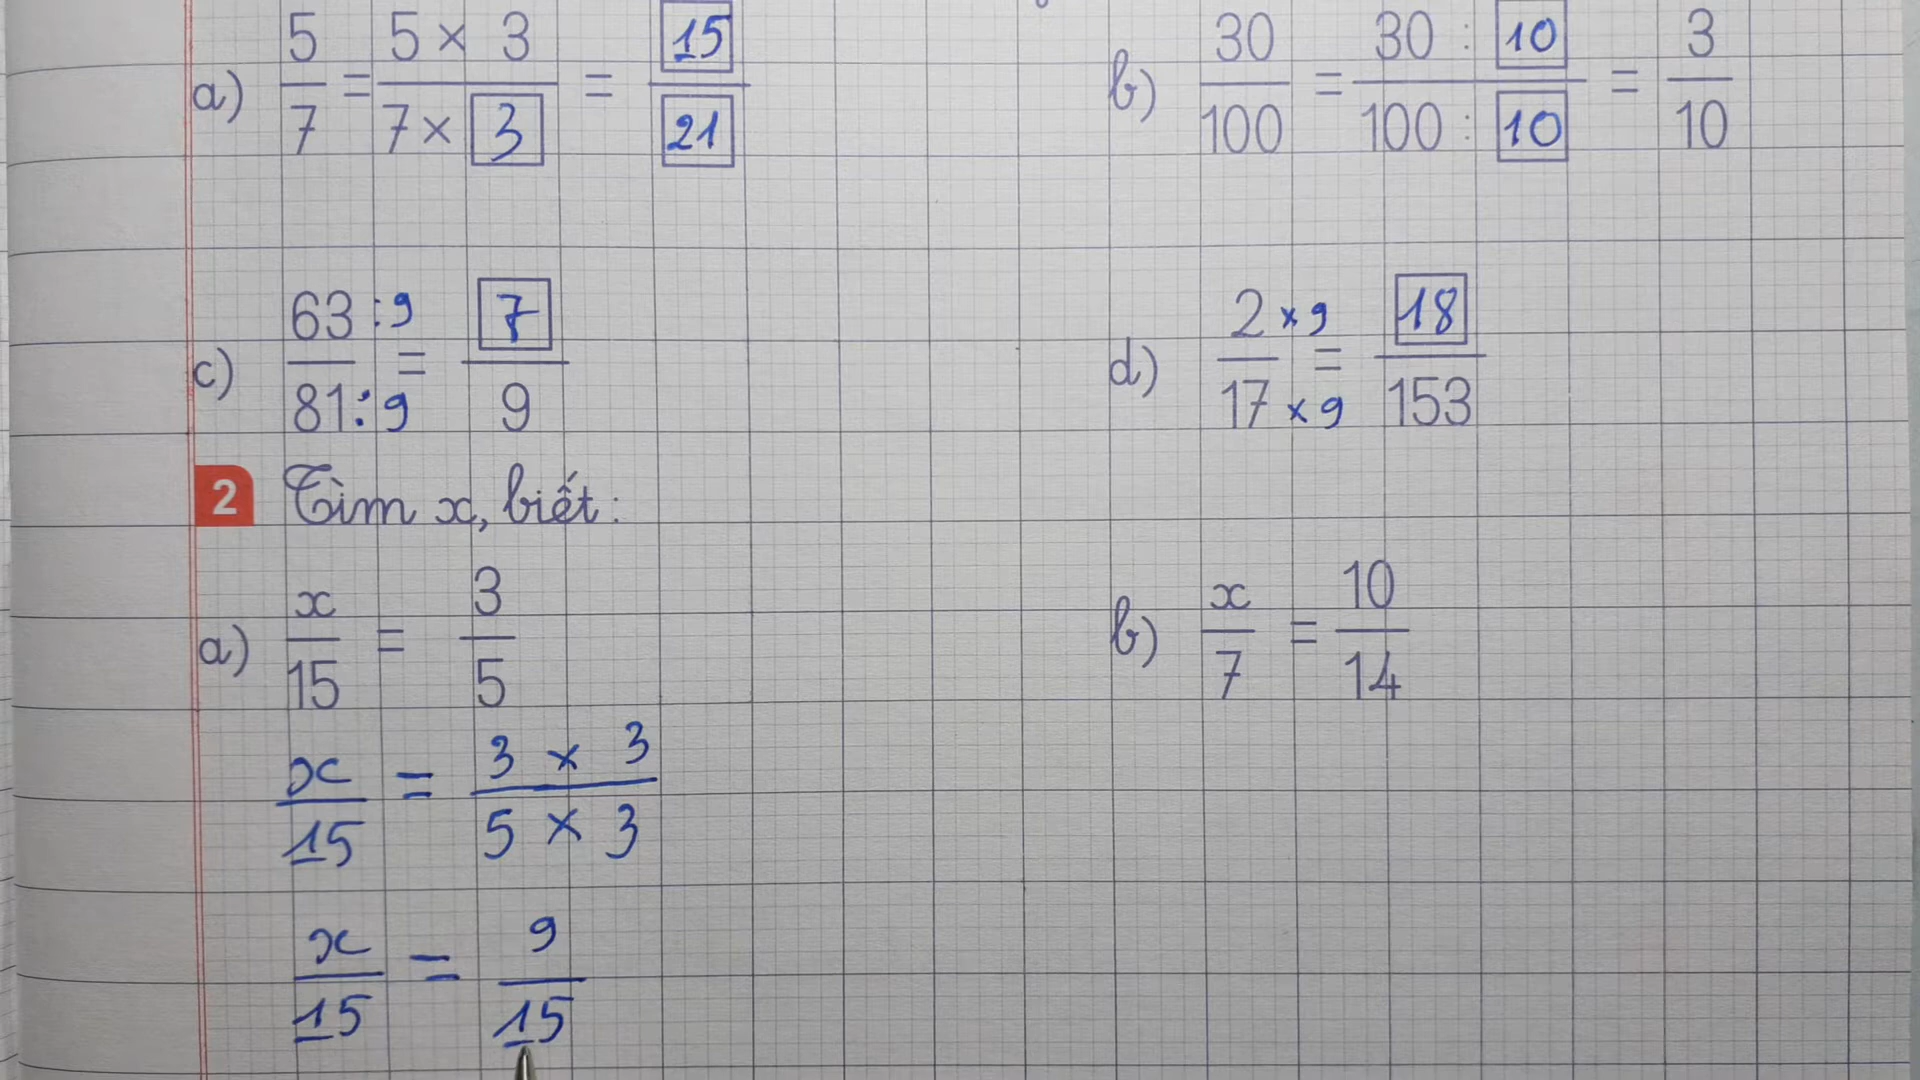 a) 5/7 = 5 × 3 / 7 × 3 = 15/21
b) 30/100 = 30 : 10 / 100 : 10 = 3/10
c) 63 : 9 / 81 : 9 = 7/9
d) 2 × 9 / 17 × 9 = 18/153
2 Tìm x, biết:
a) x/15 = 3/5
b) x/7 = 10/14
x/15 = 3 × 3 / 5 × 3
x/15 = 9/15